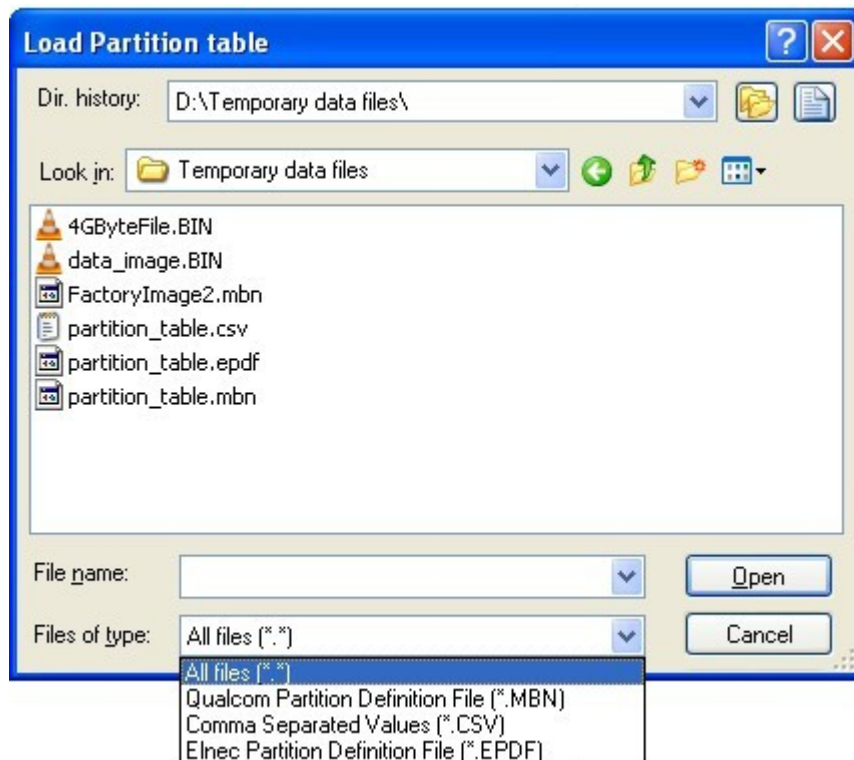 Load Partition table
Dir. history: D:\Temporary data files\
Look in: Temporary data files
4GByteFile.BIN
data_image.BIN
FactoryImage2.mbn
partition_table.csv
partition_table.epdf
partition_table.mbn
File name: Open
Files of type: All files (*.*) Cancel
All files (*.*)
Qualcom Partition Definition File (*.MBN)
Comma Separated Values (*.CSV)
Elnec Partition Definition File (*.EPDF)